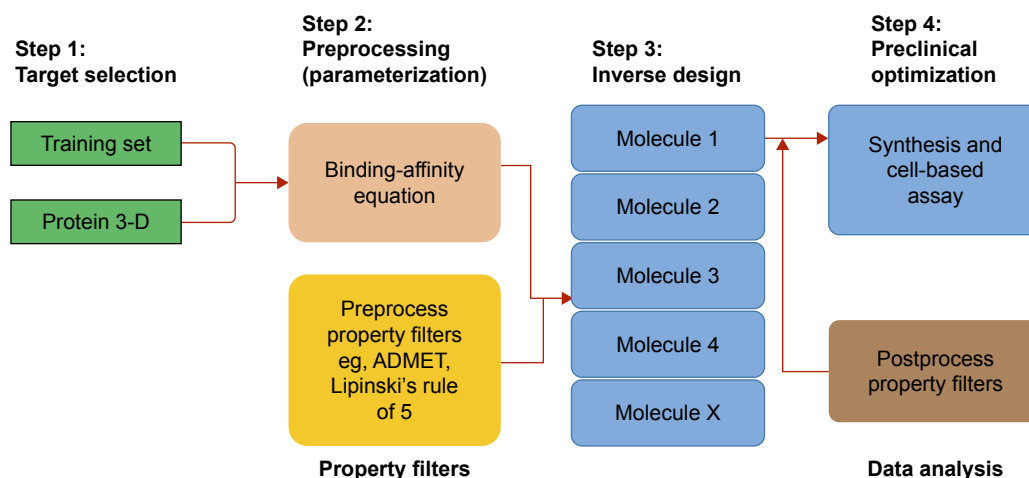 Step 1:
Target selection
Training set
Protein 3-D
Step 2:
Preprocessing
(parameterization)
Binding-affinity
equation
Preprocess
property filters
eg, ADMET,
Lipinski’s rule
of 5
Property filters
Step 3:
Inverse design
Molecule 1
Molecule 2
Molecule 3
Molecule 4
Molecule X
Step 4:
Preclinical
optimization
Synthesis and
cell-based
assay
Postprocess
property filters
Data analysis